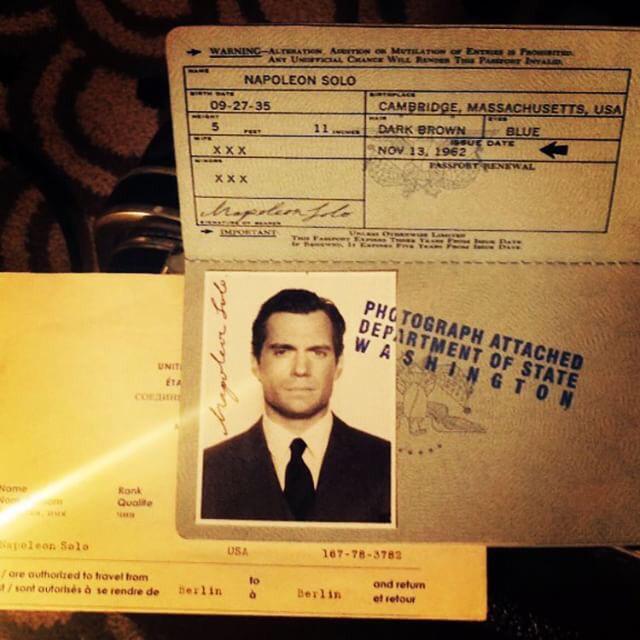 WARNING—ALTERATION, ADDITION OR MUTILATION OF ENTRIES IS PROHIBITED.
ANY UNOFFICIAL CHANGE WILL RENDER THIS PASSPORT INVALID.
NAME
NAPOLEON SOLO
BIRTH DATE
09-27-35
BIRTHPLACE
CAMBRIDGE, MASSACHUSETTS, USA
HEIGHT
5 FEET 11 INCHES
HAIR
DARK BROWN
EYES
BLUE
WIFE
X X X
ISSUE DATE
NOV 13, 1962
MINORS
X X X
PASSPORT RENEWAL
Napoleon Solo
SIGNATURE OF BEARER
IMPORTANT:
UNLESS OTHERWISE LIMITED
THIS PASSPORT EXPIRES THREE YEARS FROM ISSUE DATE
IF RENEWED, IT EXPIRES FIVE YEARS FROM ISSUE DATE
Napoleon Solo
PHOTOGRAPH ATTACHED
DEPARTMENT OF STATE
WASHINGTON
UNIT
ÉTA
СОЕДИН
Name
Rank
Qualité
чин
Napoleon Solo
USA
167-78-3782
/ are authorized to travel from
to
and return
/ sont autorisés à se rendre de
Berlin
à
Berlin
et retour